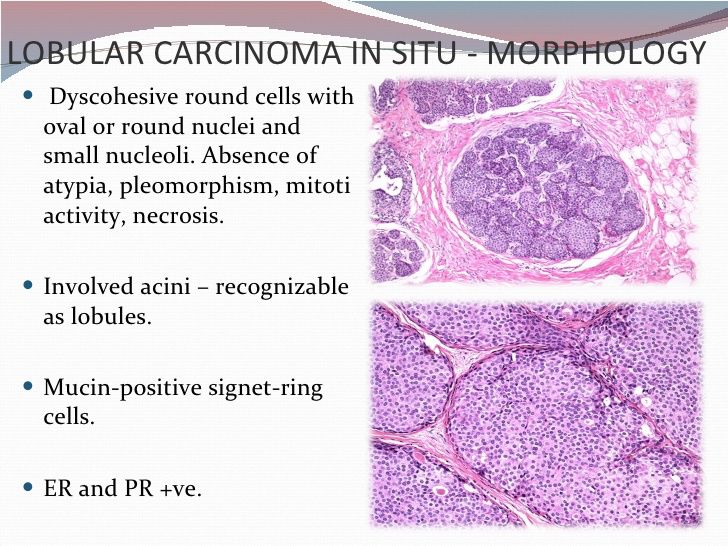 LOBULAR CARCINOMA IN SITU - MORPHOLOGY
• Dyscohesive round cells with
oval or round nuclei and
small nucleoli. Absence of
atypia, pleomorphism, mitoti
activity, necrosis.
• Involved acini – recognizable
as lobules.
• Mucin-positive signet-ring
cells.
• ER and PR +ve.